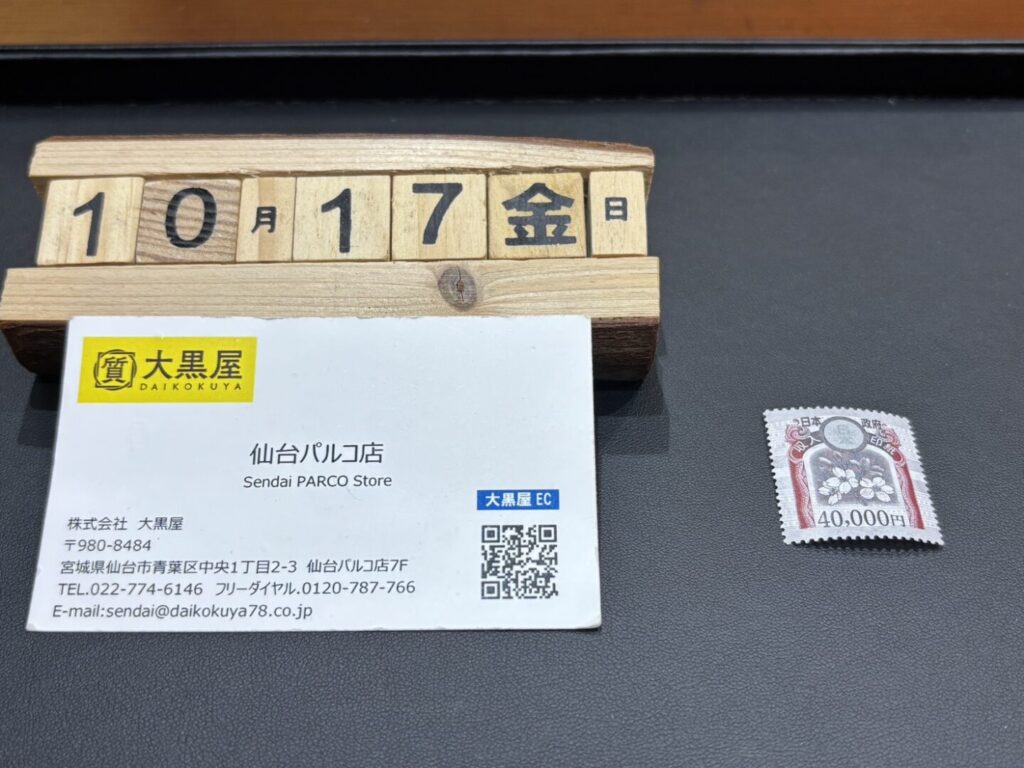 10月17金日
質 大黒屋
DAIKOKUYA
仙台パルコ店
Sendai PARCO Store
大黒屋 EC
株式会社 大黒屋
〒980-8484
宮城県仙台市青葉区中央1丁目2-3 仙台パルコ店7F
TEL.022-774-6146 フリーダイヤル.0120-787-766
E-mail:sendai@daikokuya78.co.jp
日本 政府
収入 印紙
40,000円